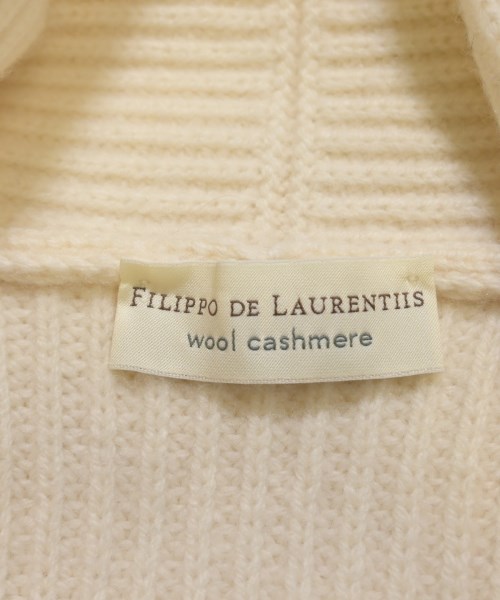 FILIPPO DE LAURENTIIS
wool cashmere